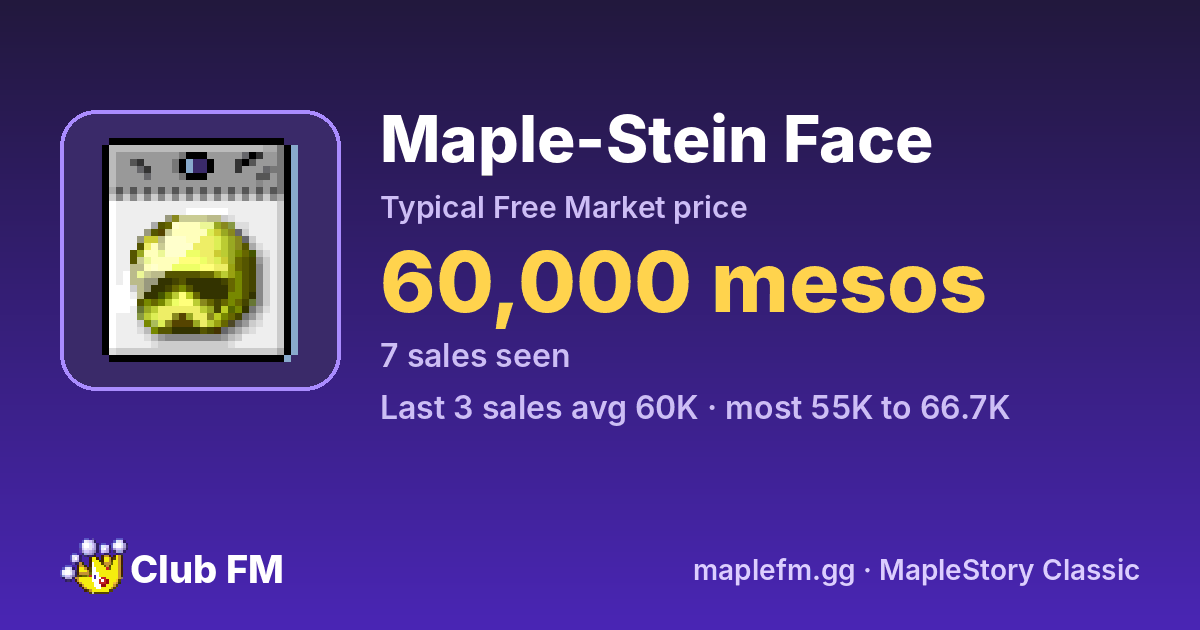 Maple-Stein Face
Typical Free Market price
60,000 mesos
7 sales seen
Last 3 sales avg 60K · most 55K to 66.7K
Club FM
maplefm.gg · MapleStory Classic